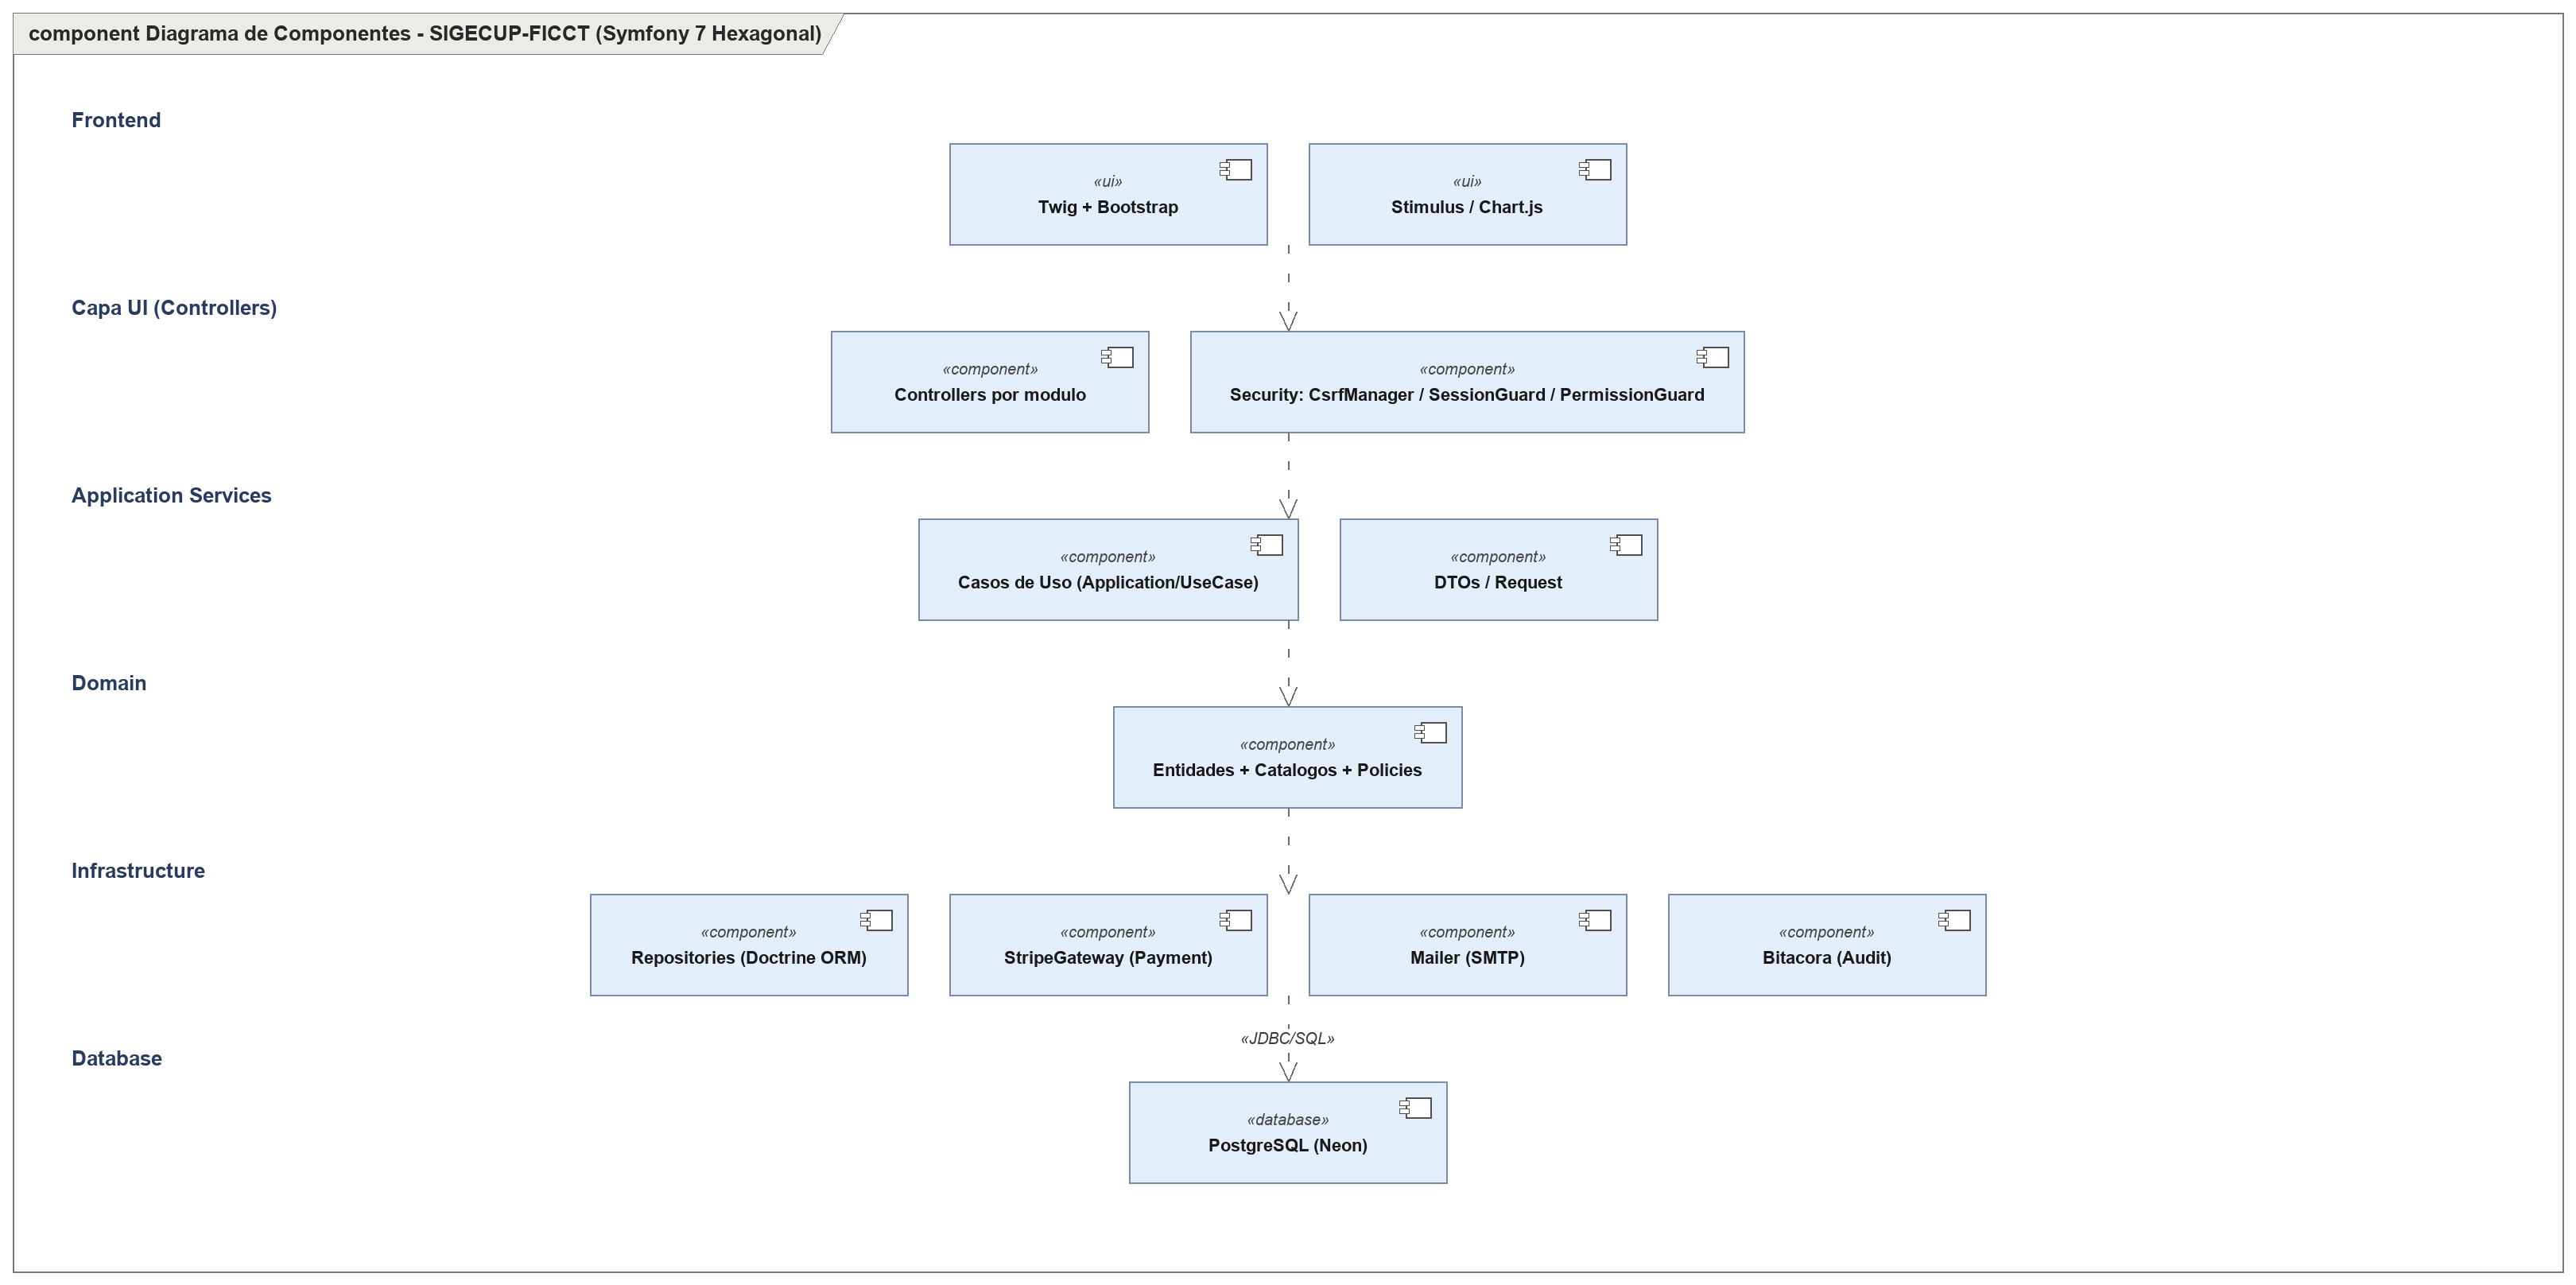 component Diagrama de Componentes - SIGECUP-FICCT (Symfony 7 Hexagonal)
Frontend
«ui»
Twig + Bootstrap
«ui»
Stimulus / Chart.js
Capa UI (Controllers)
«component»
Controllers por modulo
«component»
Security: CsrfManager / SessionGuard / PermissionGuard
Application Services
«component»
Casos de Uso (Application/UseCase)
«component»
DTOs / Request
Domain
«component»
Entidades + Catalogos + Policies
Infrastructure
«component»
Repositories (Doctrine ORM)
«component»
StripeGateway (Payment)
«component»
Mailer (SMTP)
«component»
Bitacora (Audit)
«JDBC/SQL»
Database
«database»
PostgreSQL (Neon)